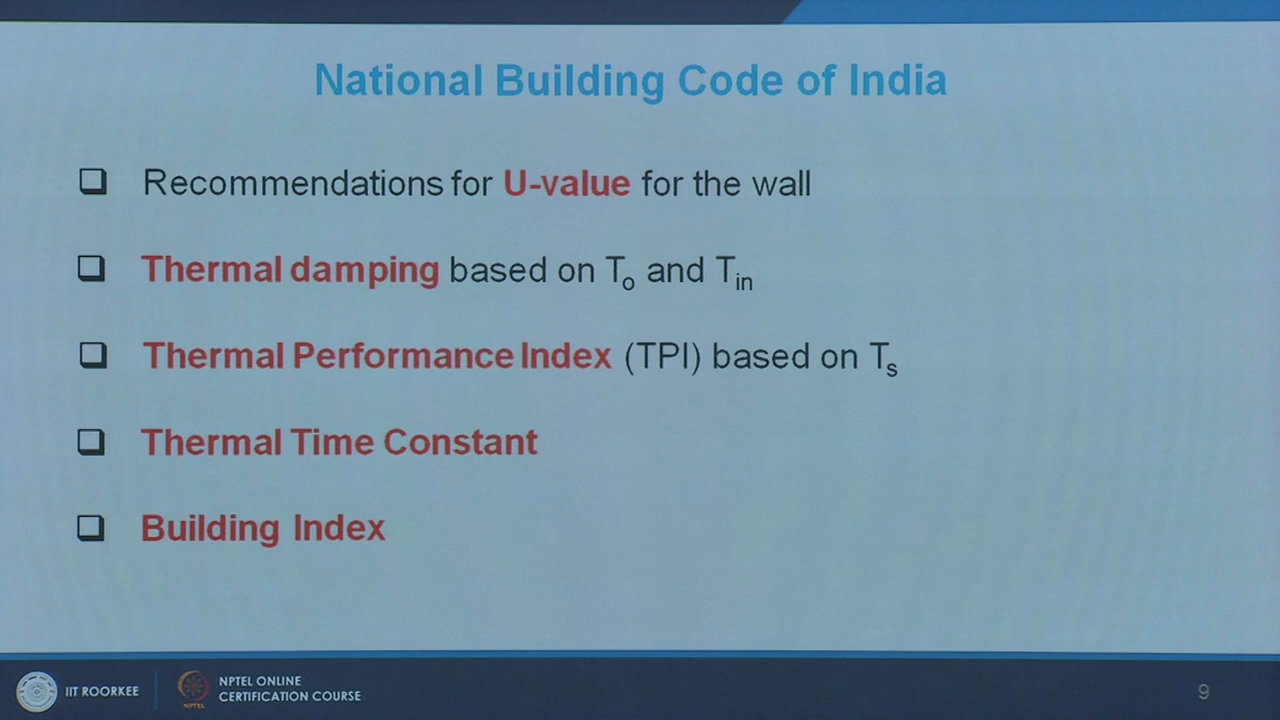 National Building Code of India
Recommendations for U-value for the wall
Thermal damping based on To and Tin
Thermal Performance Index (TPI) based on Ts
Thermal Time Constant
Building Index
IIT ROORKEE
NPTEL ONLINE
CERTIFICATION COURSE
NPTEL
9